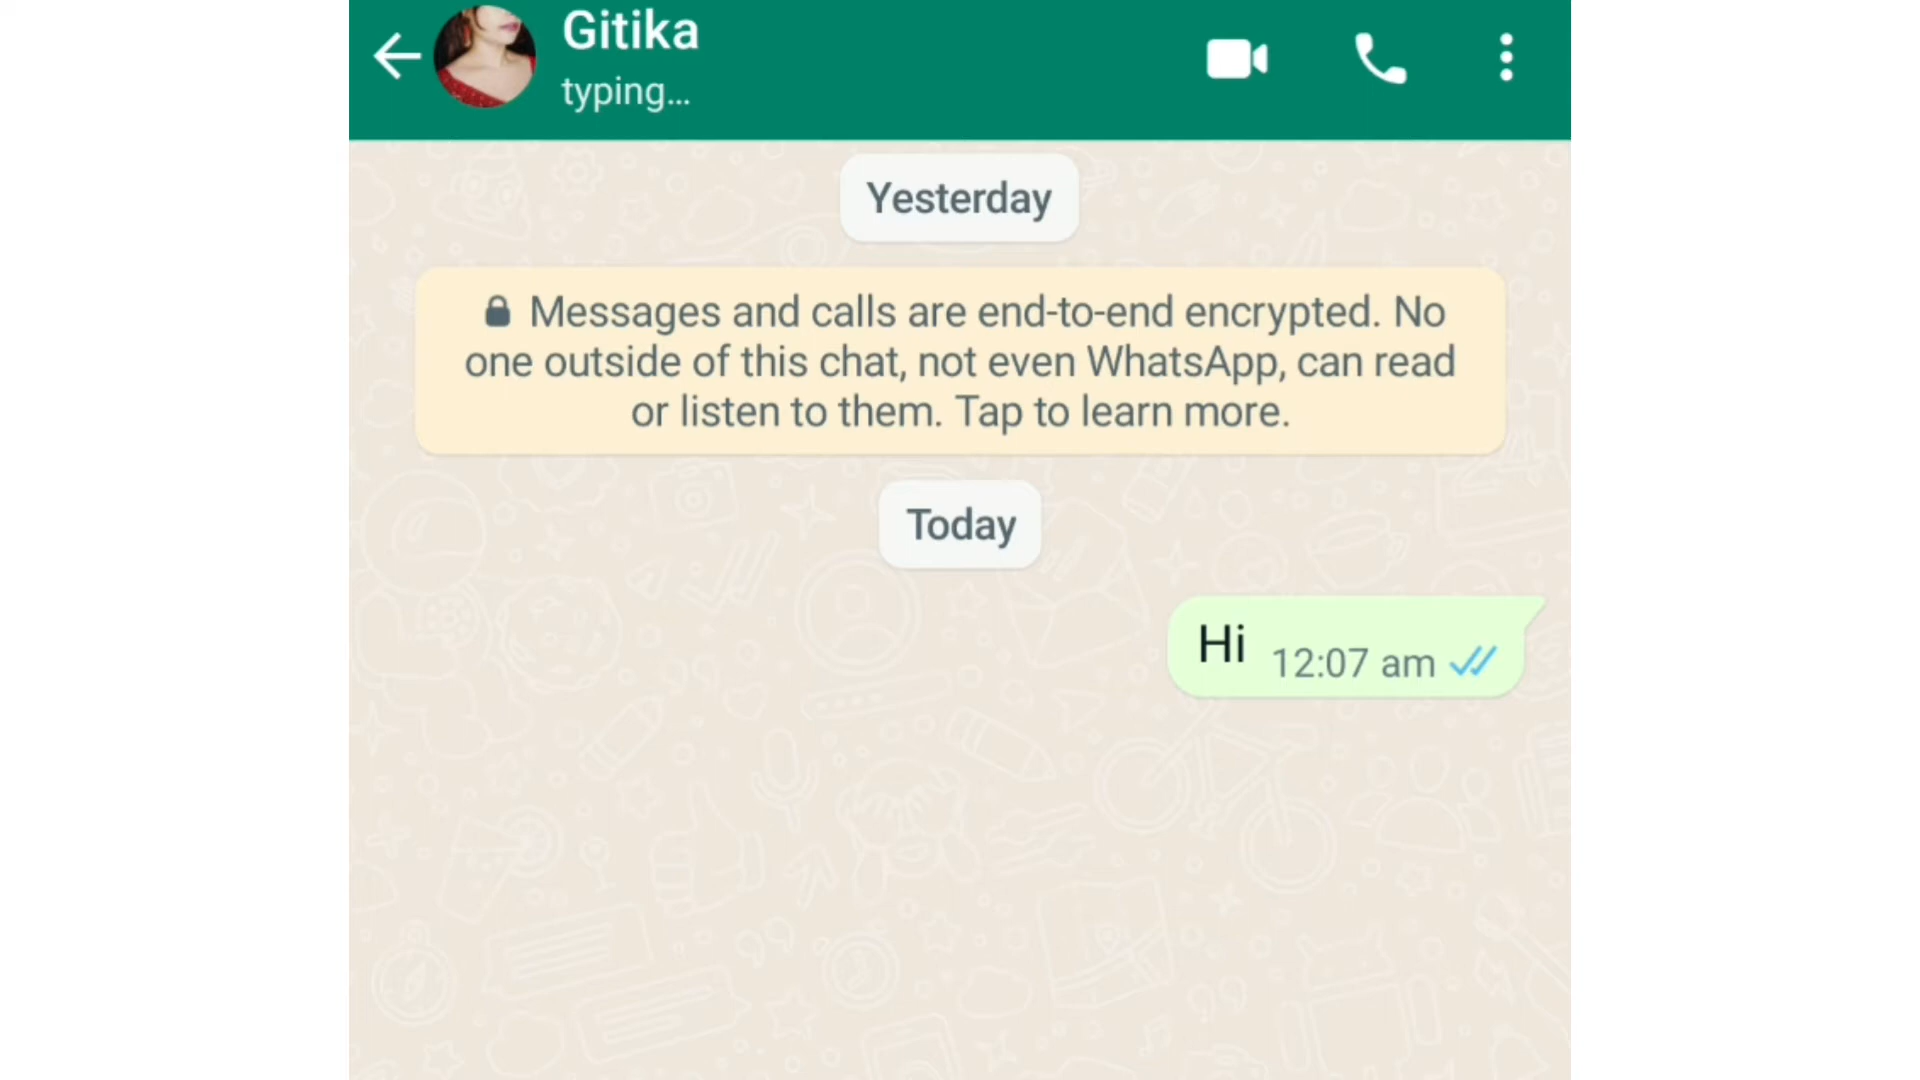 Gitika
typing...
Yesterday
Messages and calls are end-to-end encrypted. No
one outside of this chat, not even WhatsApp, can read
or listen to them. Tap to learn more.
Today
Hi 12:07 am